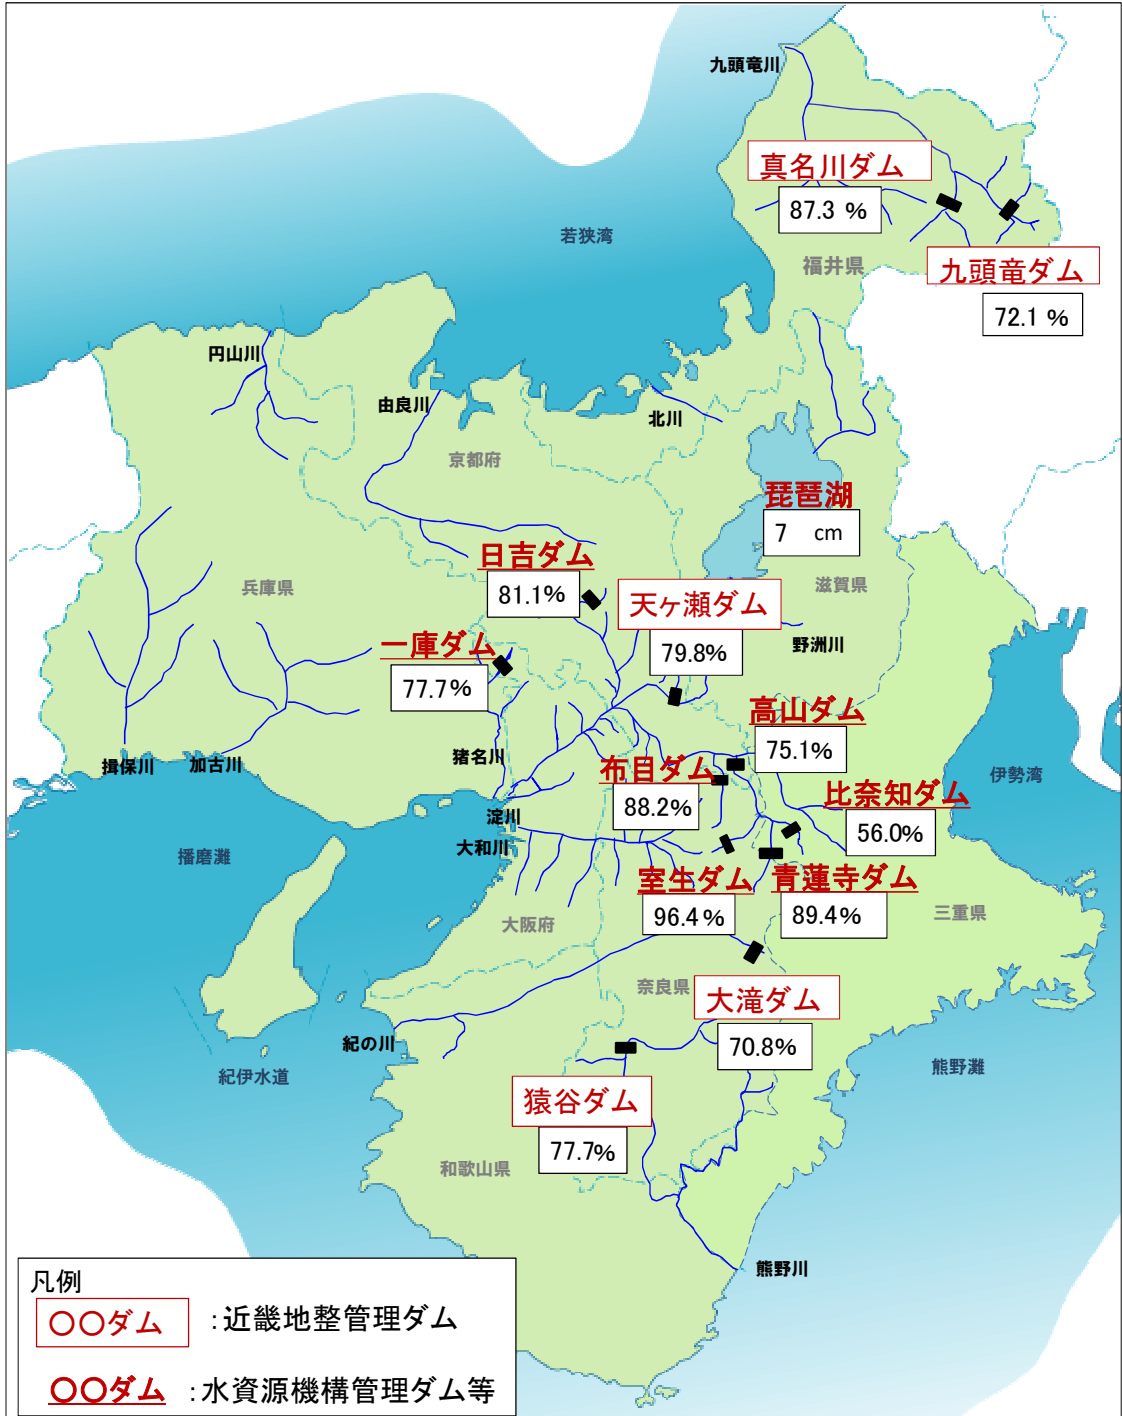 九頭竜川
真名川ダム
87.3 %
若狭湾
福井県
九頭竜ダム
72.1 %
円山川
由良川
北川
京都府
琵琶湖
7 cm
日吉ダム
81.1%
兵庫県
天ヶ瀬ダム
79.8%
滋賀県
野洲川
一庫ダム
77.7%
高山ダム
75.1%
猪名川
揖保川
加古川
布目ダム
88.2%
伊勢湾
比奈知ダム
56.0%
淀川
大和川
播磨灘
室生ダム
96.4%
青蓮寺ダム
89.4%
三重県
大阪府
奈良県
大滝ダム
70.8%
紀の川
紀伊水道
熊野灘
猿谷ダム
77.7%
和歌山県
熊野川
凡例
〇〇ダム :近畿地整管理ダム
〇〇ダム :水資源機構管理ダム等